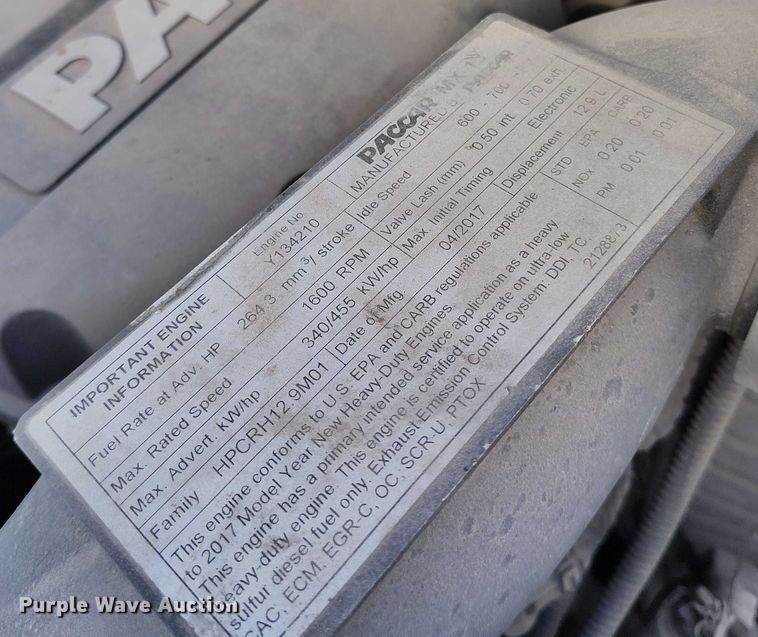 PA
IMPORTANT ENGINE
INFORMATION
Engine No.
Y134210
PACCAR MX-13
MANUFACTURED BY PACCAR
Fuel Rate at Adv. HP 264.3 mm³/ stroke Idle Speed 600 - 700
Max. Rated Speed 1600 RPM Valve Lash (mm) 0.50 int 0.70 exh.
Max. Advert. kW/hp 340/455 kW/hp Max. Initial Timing Electronic
Family HPCRH12.9M01 Date of Mfg. 04/2017 Displacement 12.9 L
This engine conforms to U.S. EPA and CARB regulations applicable
to 2017 Model Year New Heavy-Duty Engines.
This engine has a primary intended service application as a heavy
heavy-duty engine. This engine is certified to operate on ultra-low
sulfur diesel fuel only. Exhaust Emission Control System: DDI, TC,
CAC, ECM, EGR-C, OC, SCR-U, PTOX
STD EPA CARB
NOx 0.20 0.20
PM 0.01 0.01
Purple Wave Auction